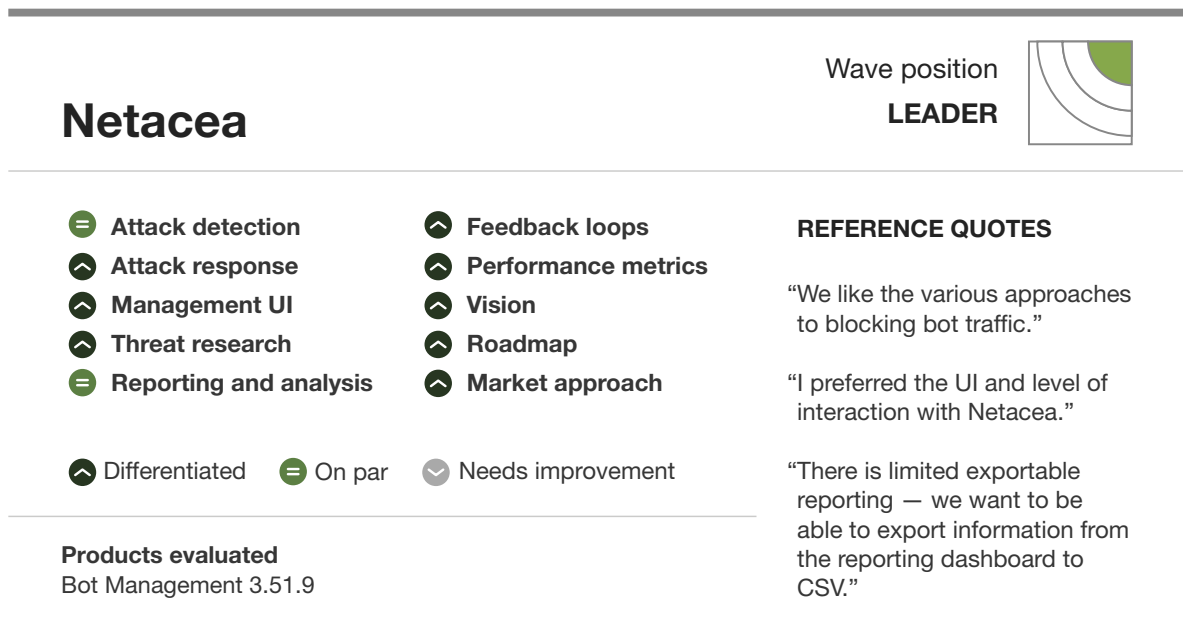 Wave position
LEADER
Netacea
Attack detection
Attack response
Management UI
Threat research
Reporting and analysis
Feedback loops
Performance metrics
Vision
Roadmap
Market approach
Differentiated
On par
Needs improvement
Products evaluated
Bot Management 3.51.9
REFERENCE QUOTES
“We like the various approaches
to blocking bot traffic.”
“I preferred the UI and level of
interaction with Netacea.”
“There is limited exportable
reporting — we want to be
able to export information from
the reporting dashboard to
CSV.”